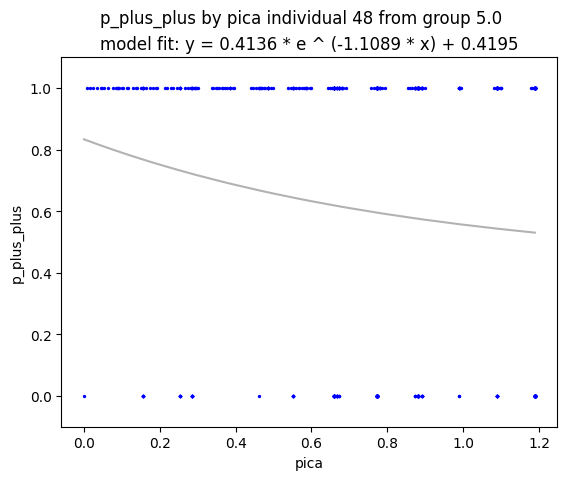 p_plus_plus by pica individual 48 from group 5.0
model fit: y = 0.4136 * e ^ (-1.1089 * x) + 0.4195
1.0
0.8
0.6
0.4
0.2
0.0
p_plus_plus
0.0 0.2 0.4 0.6 0.8 1.0 1.2
pica